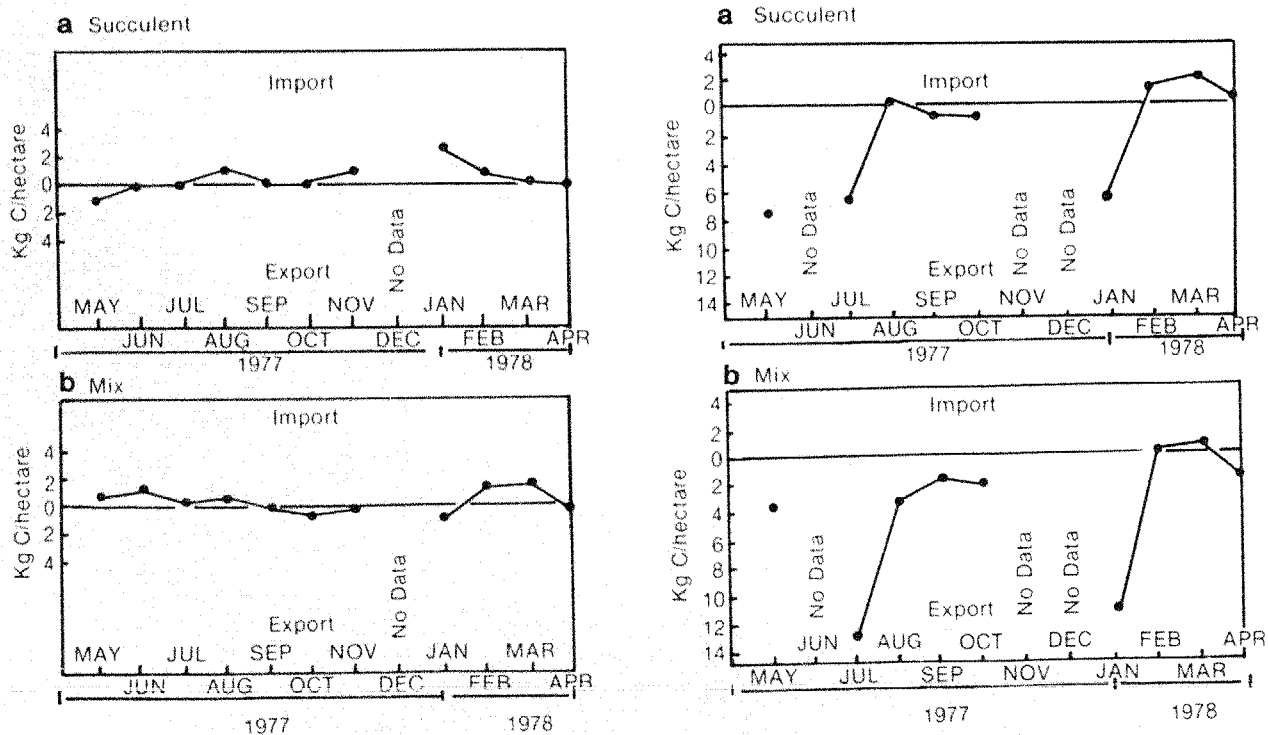 a Succulent
Import
Kg C/hectare
4
2
0
2
4
Export
No Data
MAY JUL SEP NOV JAN MAR
JUN AUG OCT DEC FEB APR
1977 1978
b Mix
Import
Kg C/hectare
4
2
0
2
4
Export
No Data
MAY JUL SEP NOV JAN MAR
JUN AUG OCT DEC FEB APR
1977 1978
a Succulent
Import
Kg C/hectare
4
2
0
2
4
6
8
10
12
14
No Data
Export
No Data
No Data
MAY JUL SEP NOV JAN MAR
JUN AUG OCT DEC FEB APR
1977 1978
b Mix
Import
Kg C/hectare
4
2
0
2
4
6
8
10
12
14
No Data
Export
No Data
No Data
JUN AUG OCT DEC FEB APR
MAY JUL SEP NOV JAN MAR
1977 1978